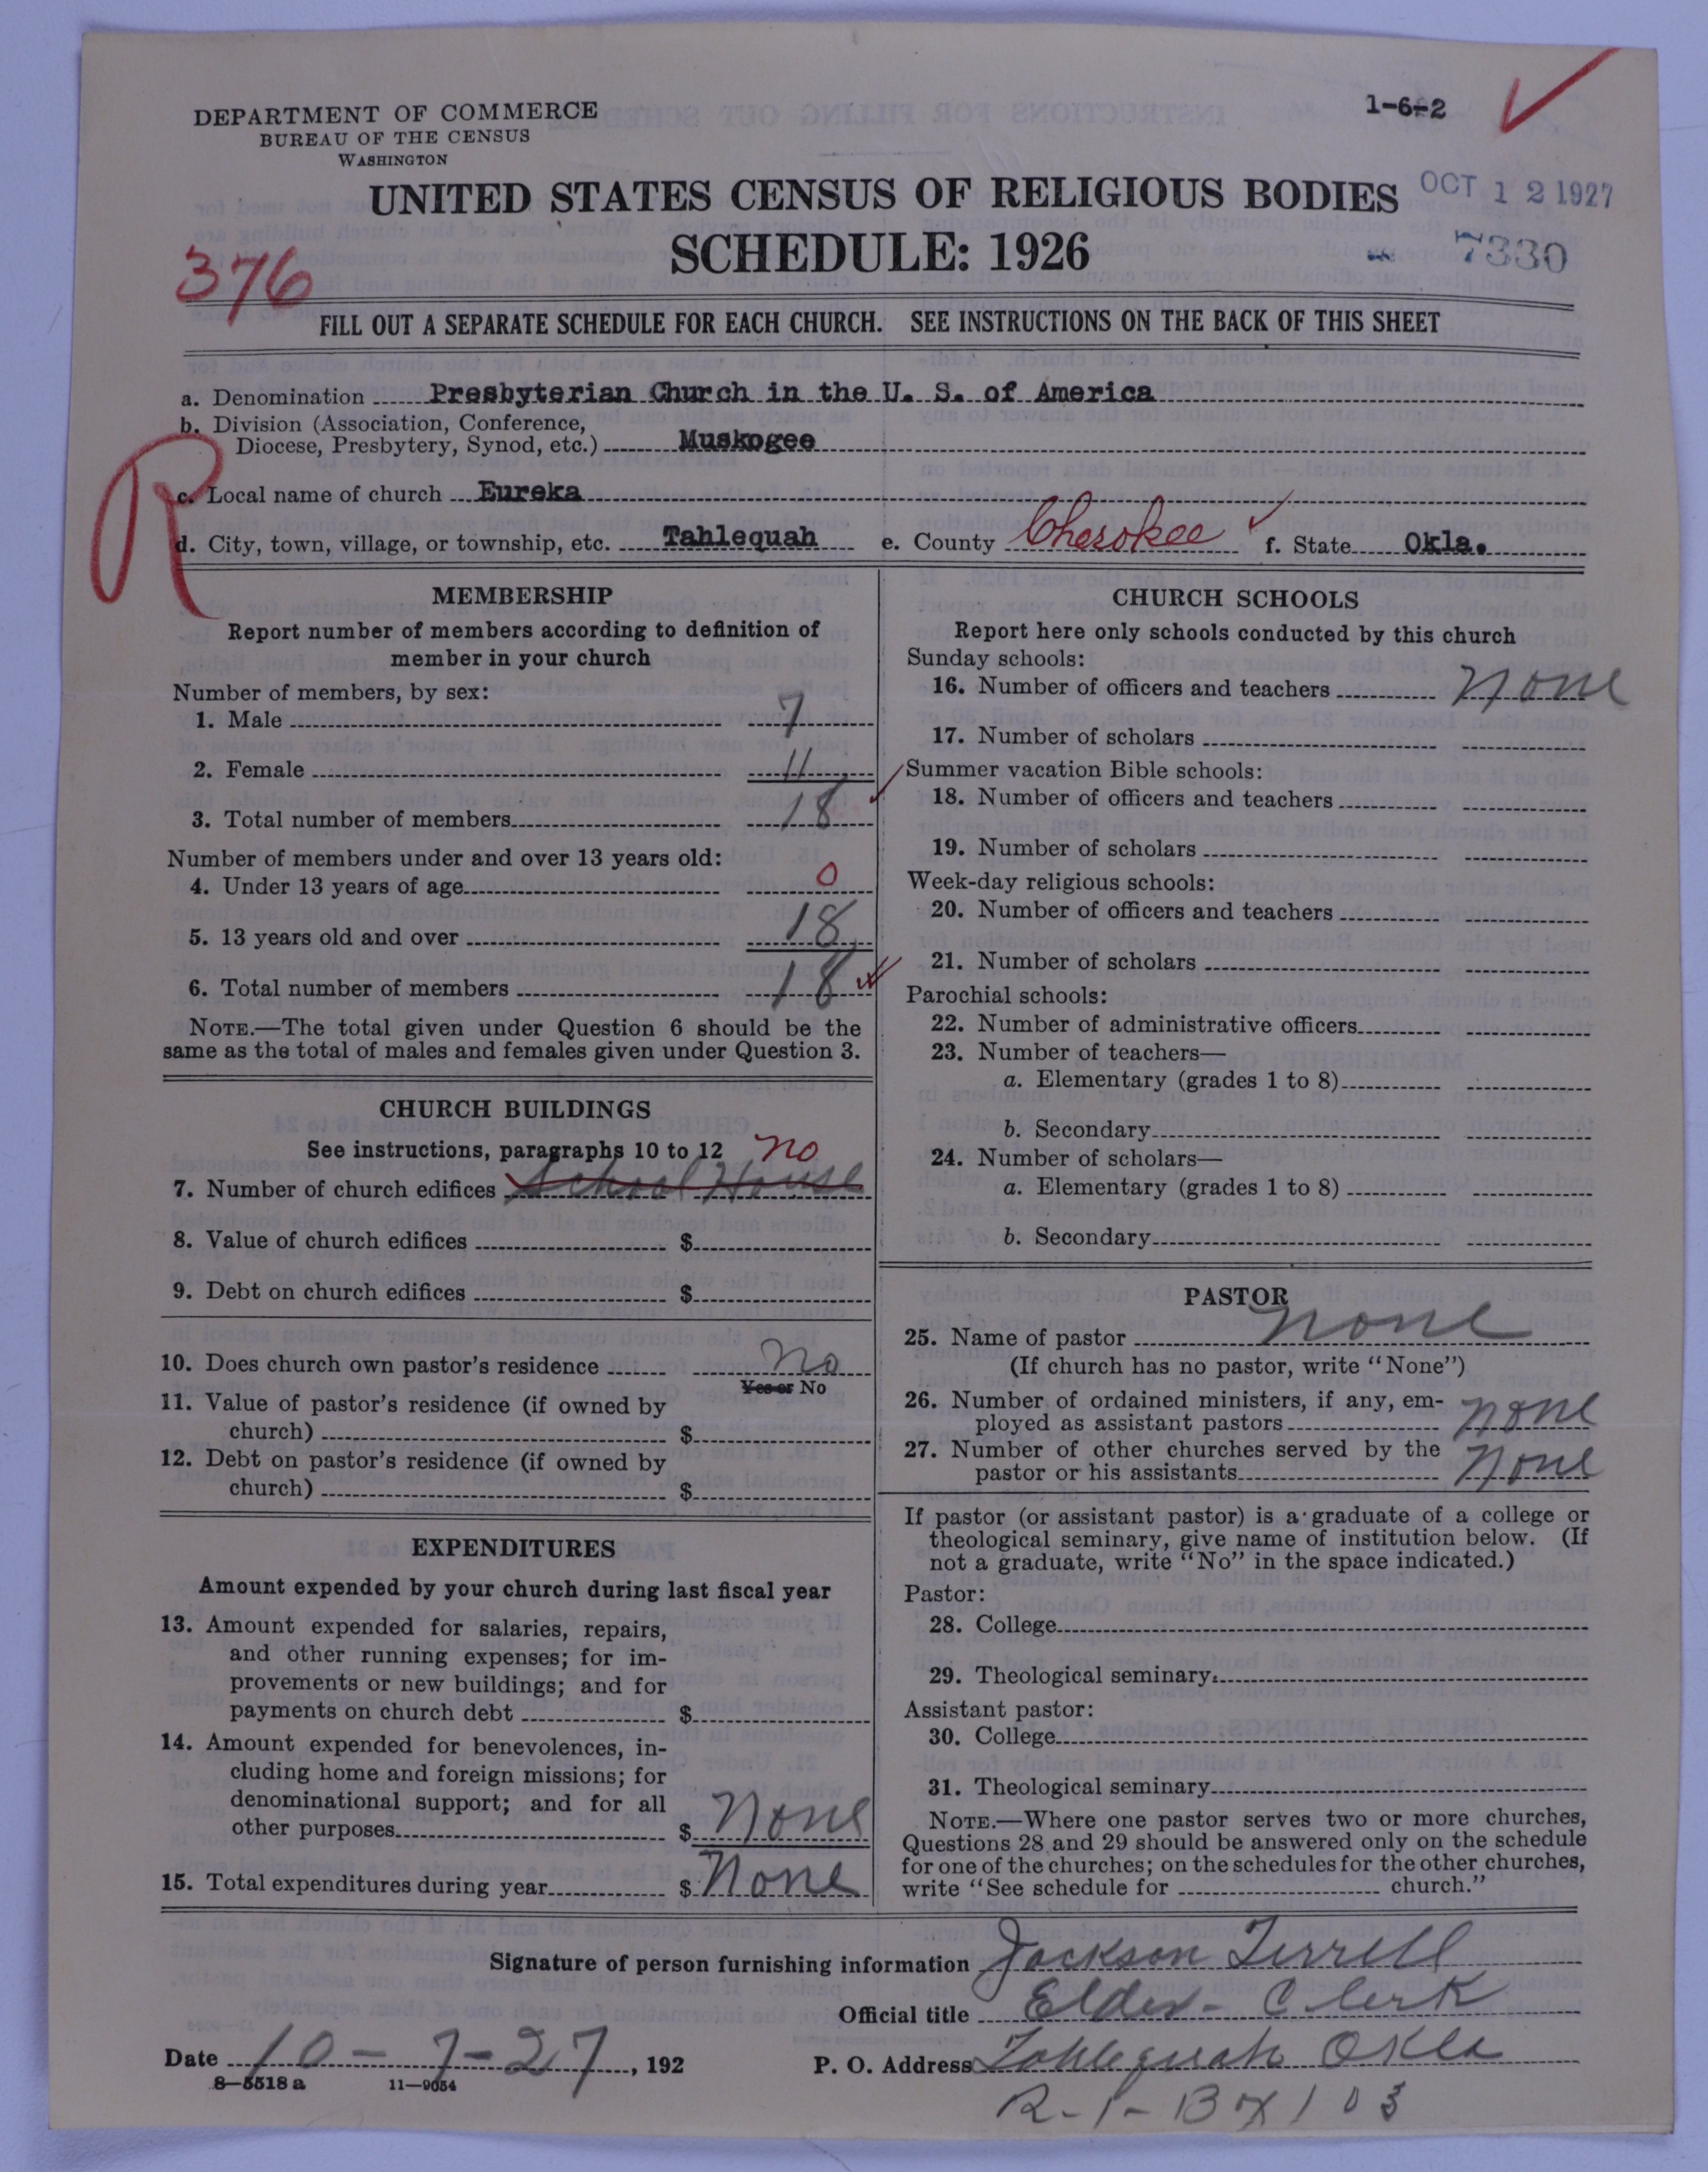 DEPARTMENT OF COMMERCE
BUREAU OF THE CENSUS
WASHINGTON
1-6-2
UNITED STATES CENSUS OF RELIGIOUS BODIES
OCT 12 1927
SCHEDULE: 1926
7330
376
FILL OUT A SEPARATE SCHEDULE FOR EACH CHURCH. SEE INSTRUCTIONS ON THE BACK OF THIS SHEET
a. Denomination Presbyterian Church in the U. S. of America
b. Division (Association, Conference,
Diocese, Presbytery, Synod, etc.) Muskogee
R
c. Local name of church Eureka
d. City, town, village, or township, etc. Tahlequah e. County Cherokee ✓ f. State Okla.
MEMBERSHIP
Report number of members according to definition of
member in your church
Number of members, by sex:
1. Male 7
2. Female 11
3. Total number of members 18
Number of members under and over 13 years old:
4. Under 13 years of age 0
5. 13 years old and over 18
6. Total number of members 18
NOTE.—The total given under Question 6 should be the
same as the total of males and females given under Question 3.
CHURCH BUILDINGS
See instructions, paragraphs 10 to 12 no
7. Number of church edifices School House
8. Value of church edifices $
9. Debt on church edifices $
10. Does church own pastor's residence No
Yes or No
11. Value of pastor's residence (if owned by
church) $
12. Debt on pastor's residence (if owned by
church) $
EXPENDITURES
Amount expended by your church during last fiscal year
13. Amount expended for salaries, repairs,
and other running expenses; for im-
provements or new buildings; and for
payments on church debt $
14. Amount expended for benevolences, in-
cluding home and foreign missions; for
denominational support; and for all
other purposes $ None
15. Total expenditures during year $ None
CHURCH SCHOOLS
Report here only schools conducted by this church
Sunday schools:
16. Number of officers and teachers None
17. Number of scholars
Summer vacation Bible schools:
18. Number of officers and teachers
19. Number of scholars
Week-day religious schools:
20. Number of officers and teachers
21. Number of scholars
Parochial schools:
22. Number of administrative officers
23. Number of teachers—
a. Elementary (grades 1 to 8)
b. Secondary
24. Number of scholars—
a. Elementary (grades 1 to 8)
b. Secondary
PASTOR
25. Name of pastor None
(If church has no pastor, write "None")
26. Number of ordained ministers, if any, em-
ployed as assistant pastors None
27. Number of other churches served by the
pastor or his assistants None
If pastor (or assistant pastor) is a graduate of a college or
theological seminary, give name of institution below. (If
not a graduate, write "No" in the space indicated.)
Pastor:
28. College
29. Theological seminary
Assistant pastor:
30. College
31. Theological seminary
NOTE.—Where one pastor serves two or more churches,
Questions 28 and 29 should be answered only on the schedule
for one of the churches; on the schedules for the other churches,
write "See schedule for church."
Signature of person furnishing information Jackson Terrell
Official title Elder - Clerk
Date 10-7-27, 192 P. O. Address Tahlequah Okla
8-5518 a 11-9054
R-1-Box 103